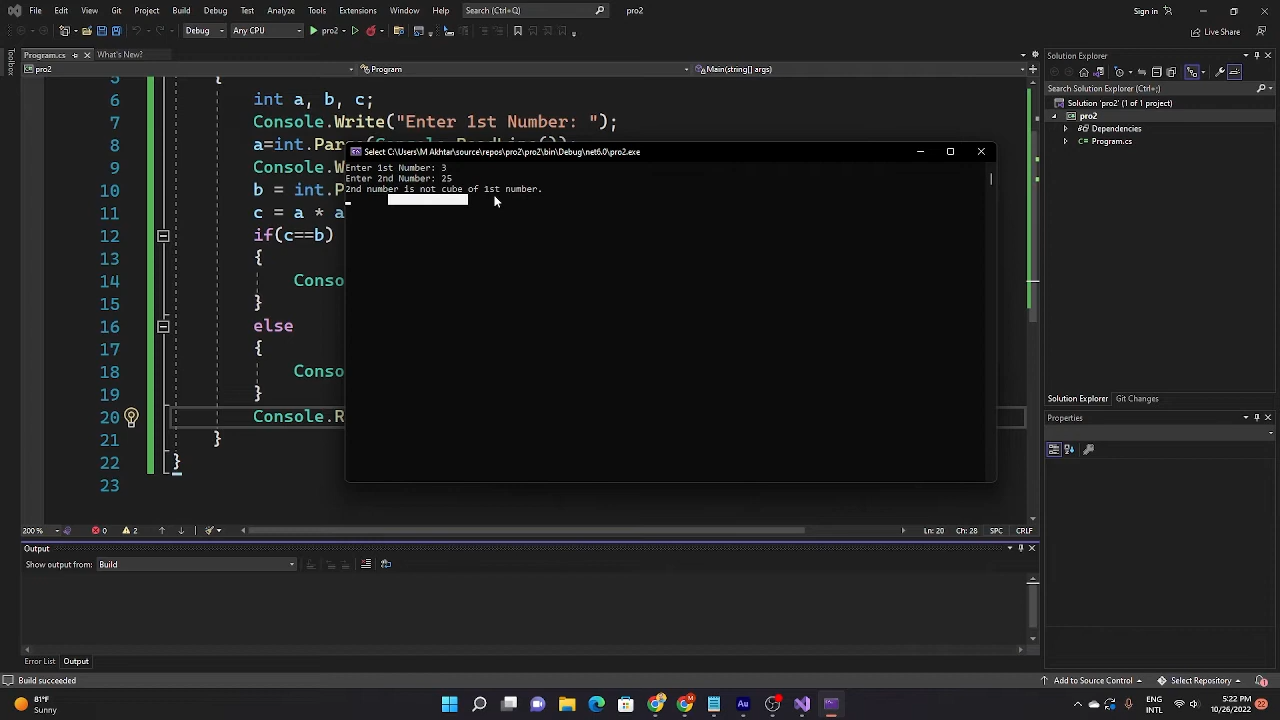 File Edit View Git Project Build Debug Test Analyze Tools Extensions Window Help Search (Ctrl+Q) pro2 Sign in
Debug Any CPU pro2 Live Share
Toolbox
Program.cs What's New?
pro2 Program Main(string[] args)
5 {
6 int a, b, c;
7 Console.Write("Enter 1st Number: ");
8 a=int.Par
9 Console.W
10 b = int.P
11 c = a * a
12 if(c==b)
13 {
14 Conso
15 }
16 else
17 {
18 Conso
19 }
20 Console.R
21 }
22 }
23
Select C:\Users\M Akhtar\source\repos\pro2\pro2\bin\Debug\net6.0\pro2.exe
Enter 1st Number: 3
Enter 2nd Number: 25
2nd number is not cube of 1st number.
200 % 0 2 Ln: 20 Ch: 28 SPC CRLF
Output
Show output from: Build
Error List Output
Build succeeded
Solution Explorer
Search Solution Explorer (Ctrl+;)
Solution 'pro2' (1 of 1 project)
pro2
Dependencies
Program.cs
Solution Explorer Git Changes
Properties
Add to Source Control Select Repository
81°F
Sunny
ENG
INTL
5:22 PM
10/26/2022